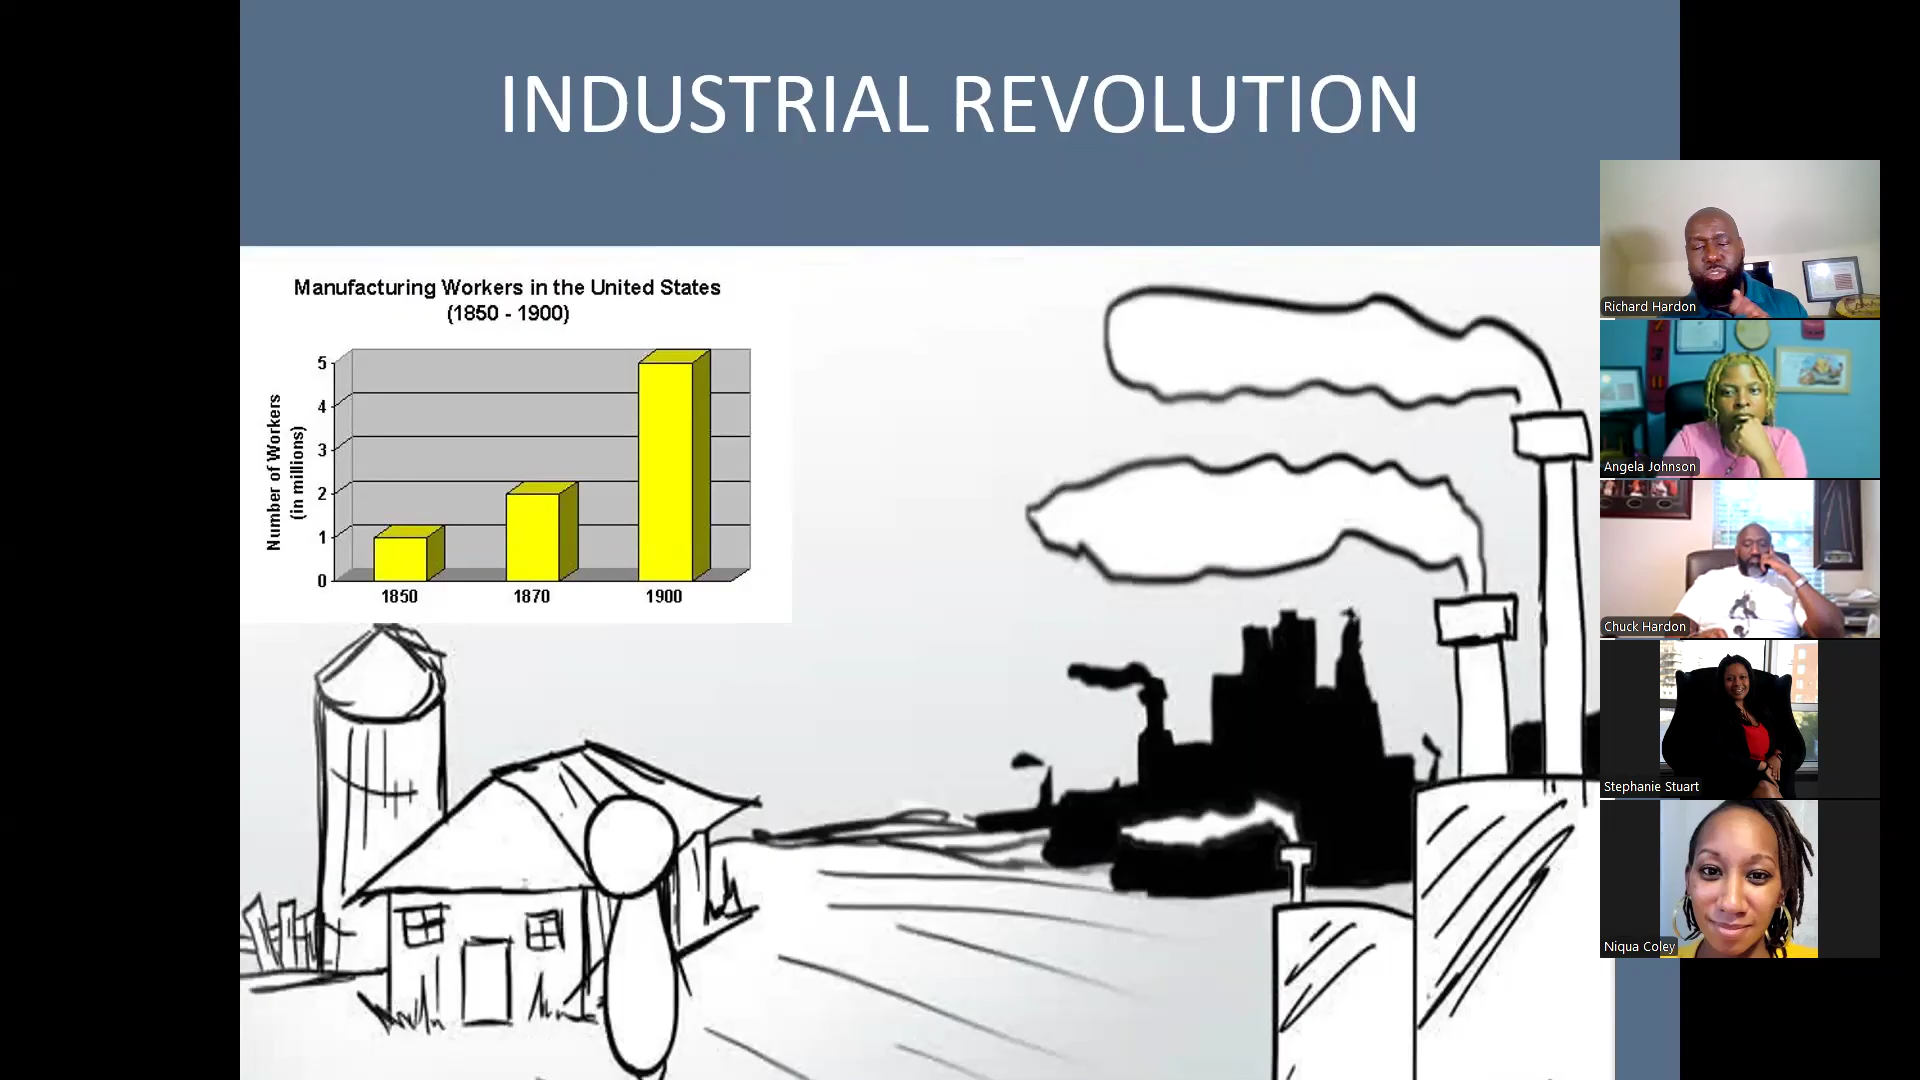 INDUSTRIAL REVOLUTION
Manufacturing Workers in the United States
(1850 - 1900)
Number of Workers
(in millions)
5
4
3
2
1
0
1850
1870
1900
Richard Hardon
Angela Johnson
Chuck Hardon
Stephanie Stuart
Niqua Coley